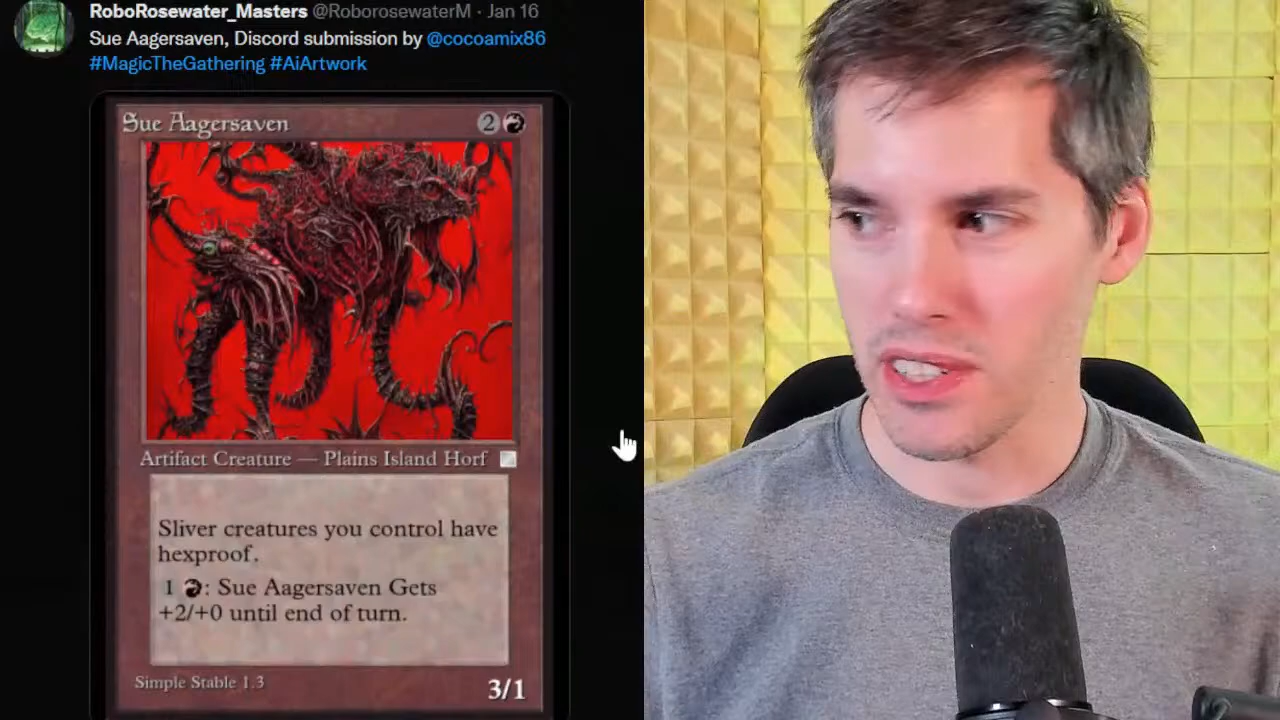 RoboRosewater_Masters @RoborosewaterM · Jan 16
Sue Aagersaven, Discord submission by @cocoamix86
#MagicTheGathering #AiArtwork
Sue Aagersaven 2
Artifact Creature — Plains Island Horf
Sliver creatures you control have
hexproof.
1 : Sue Aagersaven Gets
+2/+0 until end of turn.
Simple Stable 1.3
3/1